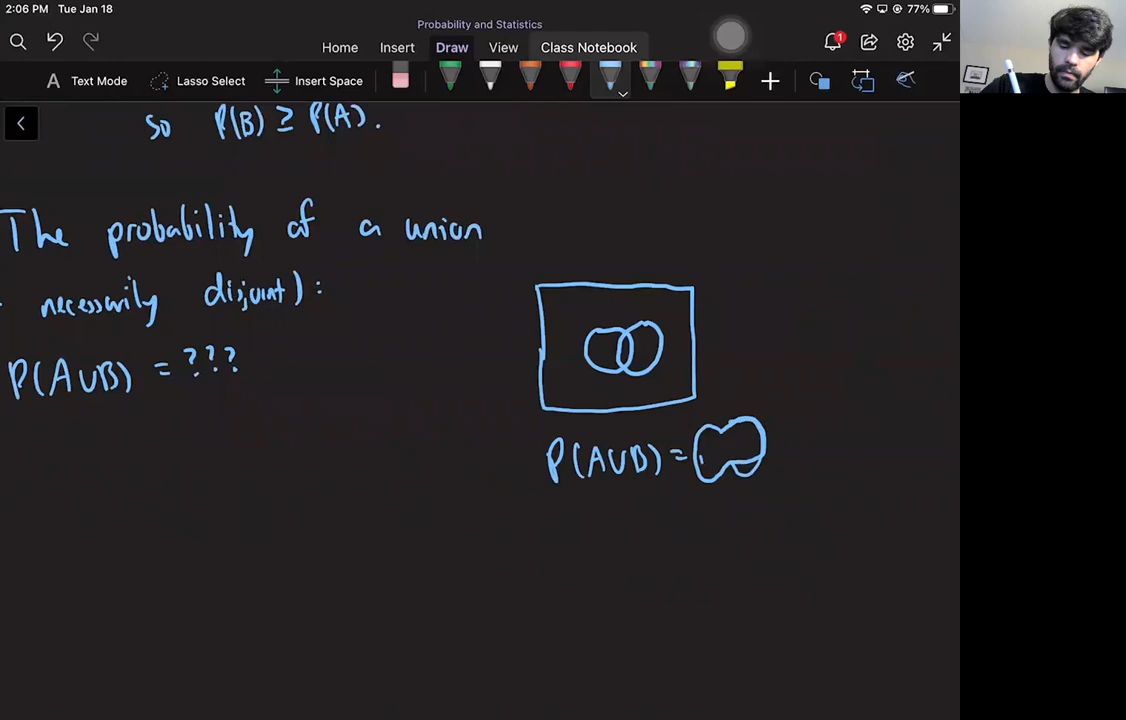 2:06 PM Tue Jan 18
77%
Probability and Statistics
Home Insert Draw View Class Notebook
1
A Text Mode Lasso Select Insert Space
so P(B) ≥ P(A).
The probability of a union
necessarily disjoint):
P(A∪B) = ???
P(A∪B) =